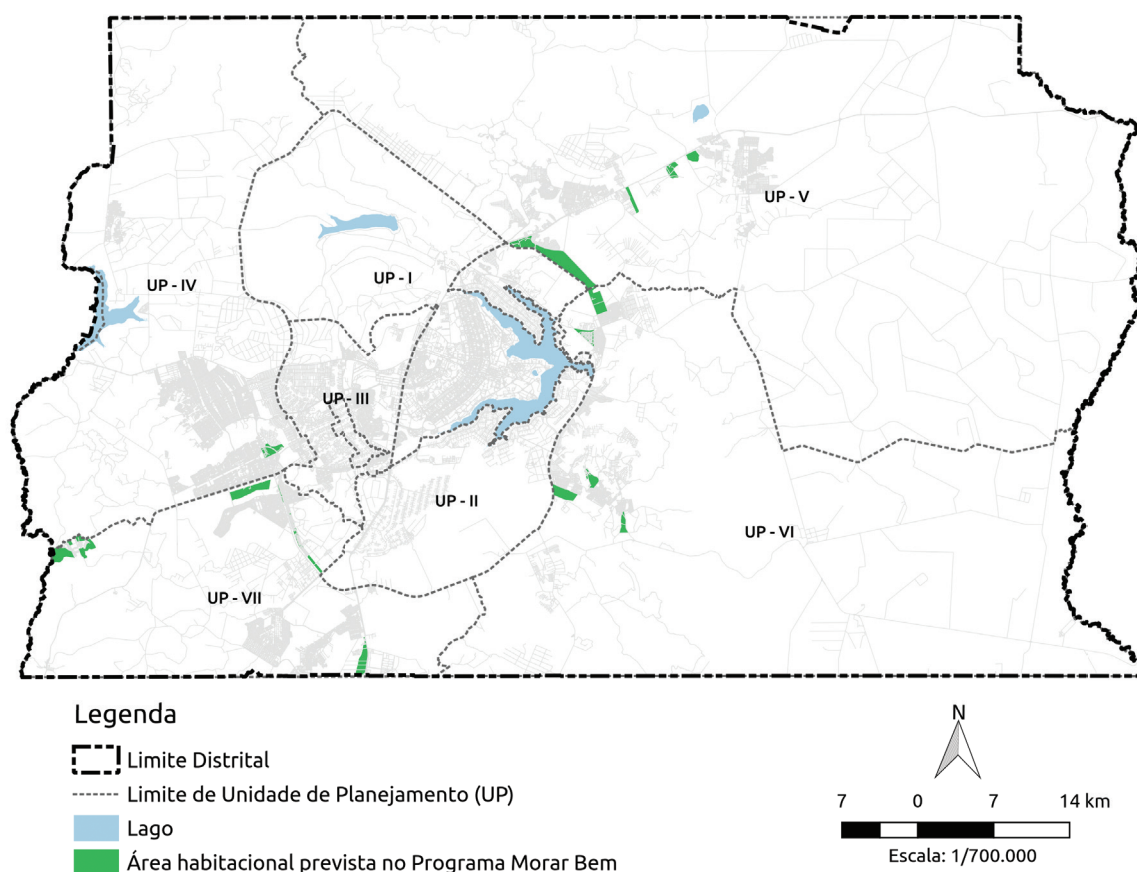 UP - V
UP - IV
UP - I
UP - III
UP - II
UP - VI
UP - VII
Legenda
Limite Distrital
Limite de Unidade de Planejamento (UP)
Lago
Área habitacional prevista no Programa Morar Bem
N
7 0 7 14 km
Escala: 1/700.000